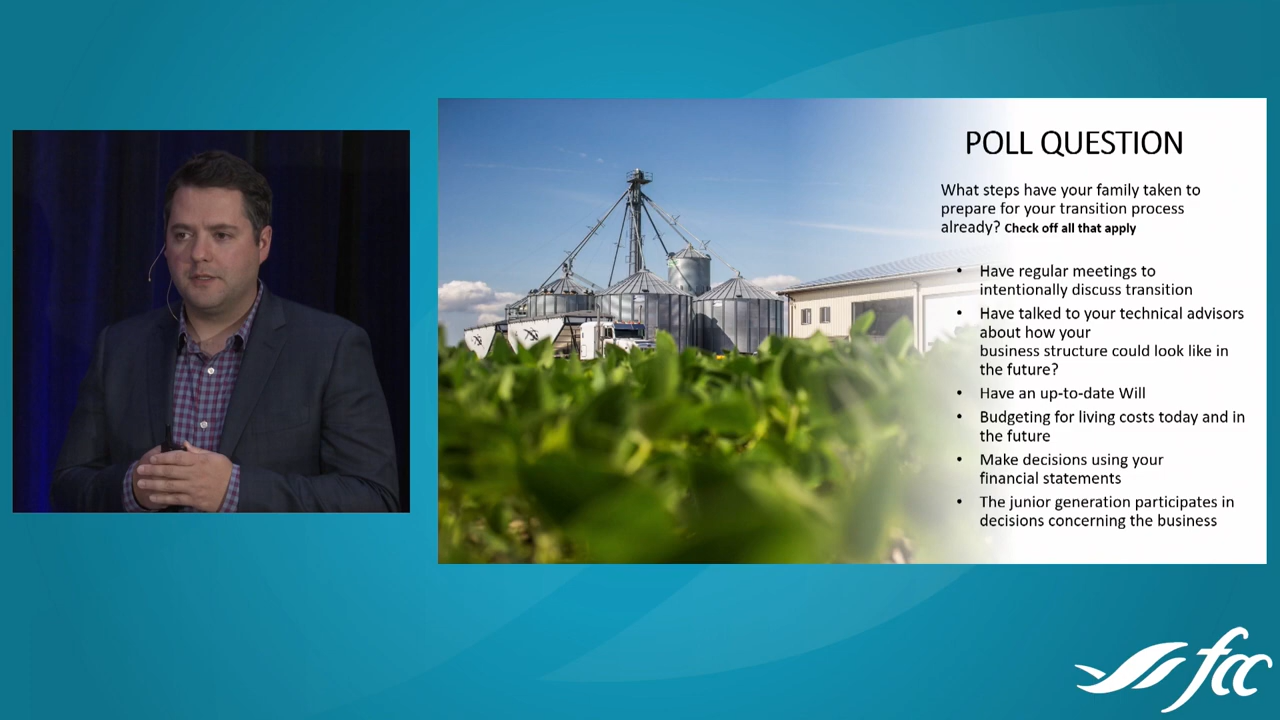 POLL QUESTION
What steps have your family taken to
prepare for your transition process
already? Check off all that apply
• Have regular meetings to
intentionally discuss transition
• Have talked to your technical advisors
about how your
business structure could look like in
the future?
• Have an up-to-date Will
• Budgeting for living costs today and in
the future
• Make decisions using your
financial statements
• The junior generation participates in
decisions concerning the business
fcc